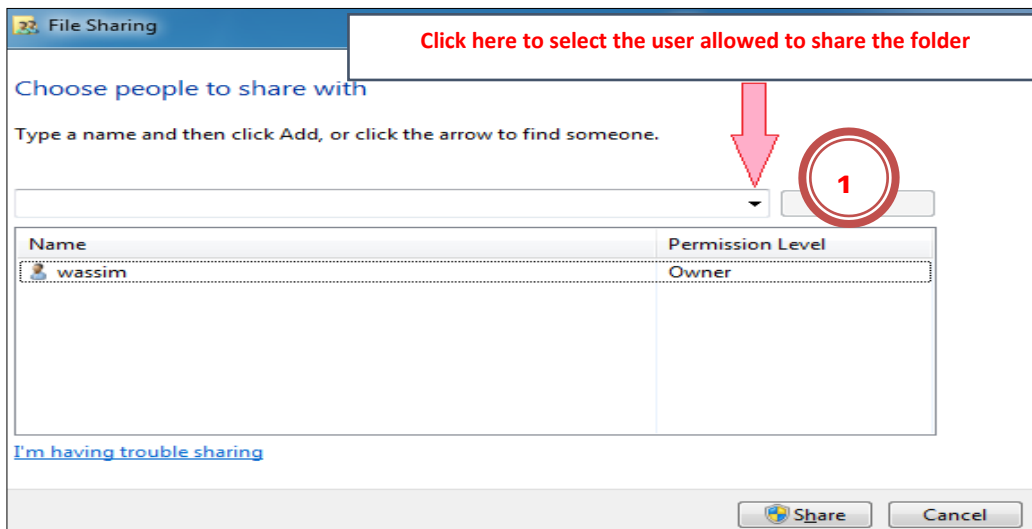 File Sharing
Click here to select the user allowed to share the folder
Choose people to share with
Type a name and then click Add, or click the arrow to find someone.
1
Name Permission Level
wassim Owner
I'm having trouble sharing
Share Cancel